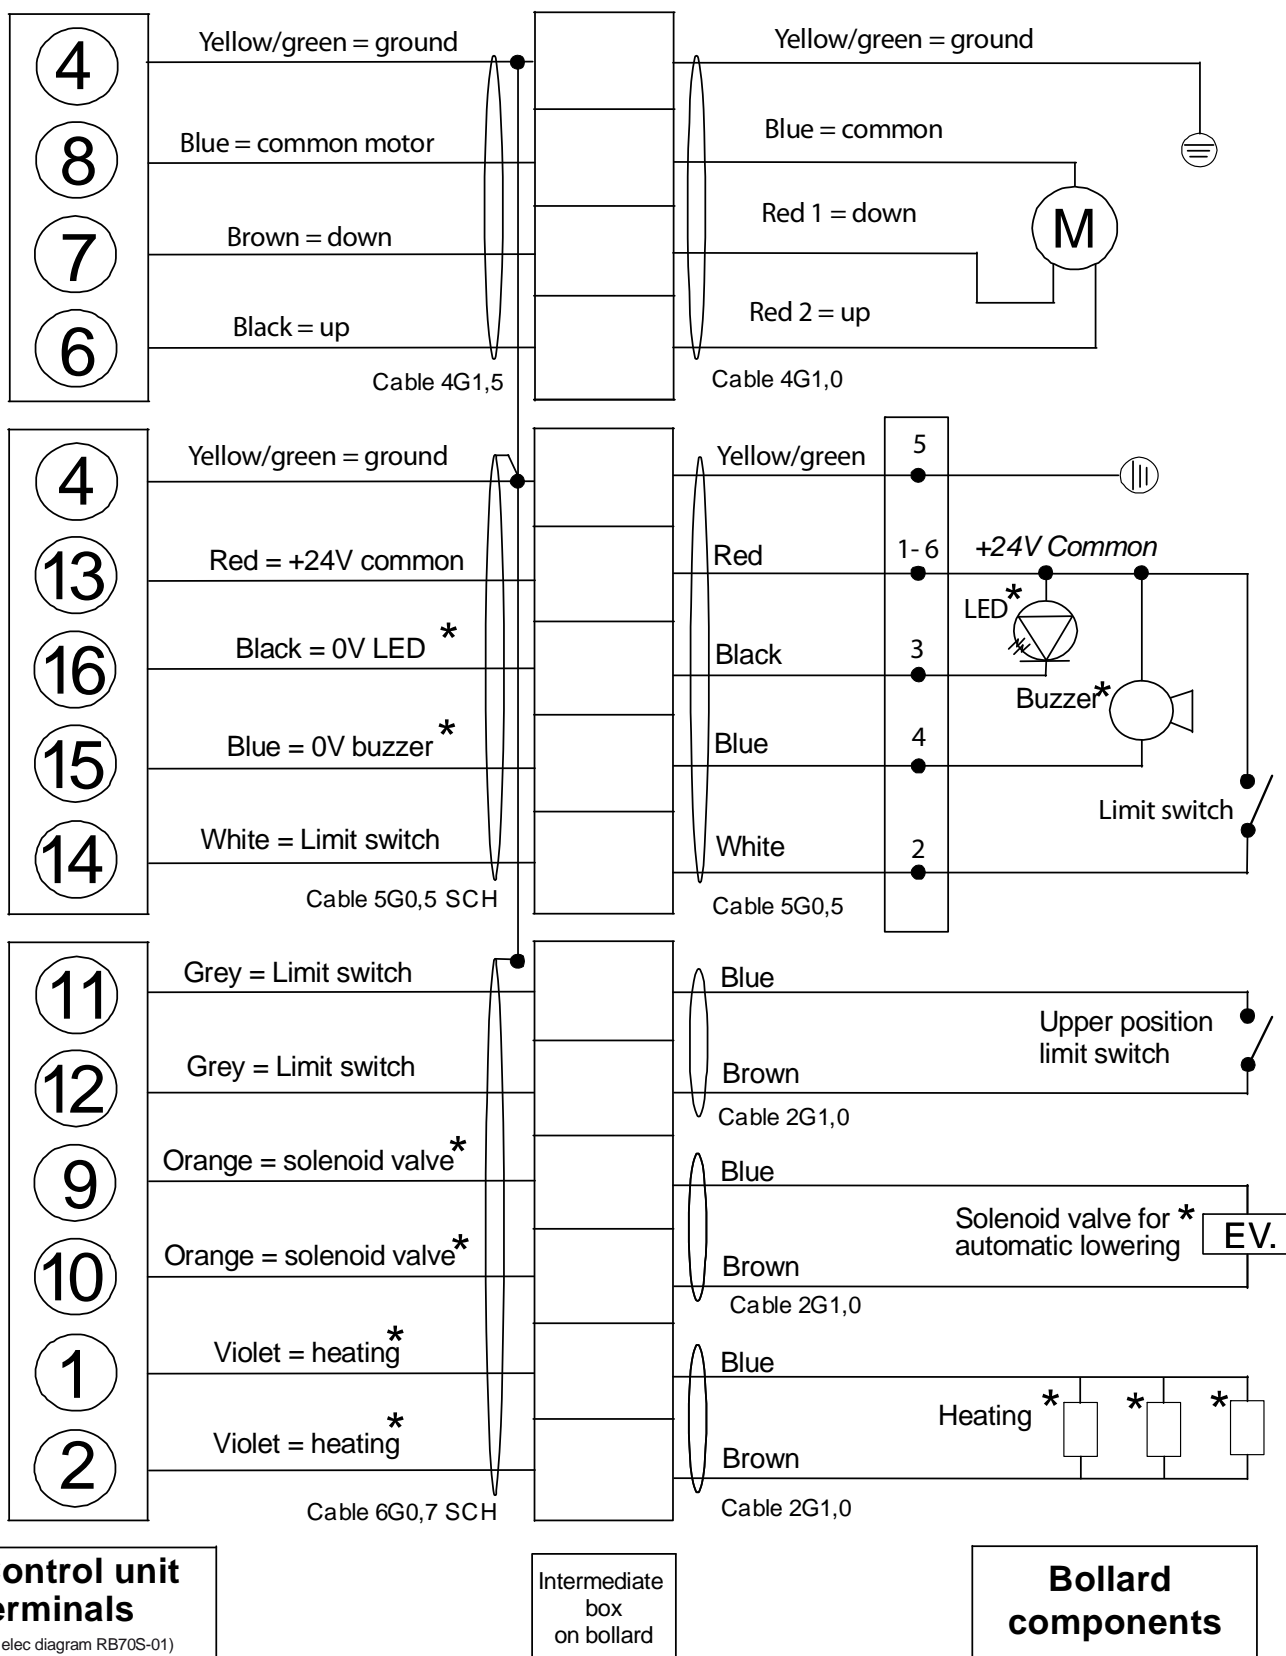 4
Yellow/green = ground
Yellow/green = ground
8
Blue = common motor
Blue = common
7
Brown = down
Red 1 = down
M
6
Black = up
Red 2 = up
Cable 4G1,5
Cable 4G1,0
4
Yellow/green = ground
Yellow/green
5
13
Red = +24V common
Red
1-6
+24V Common
LED*
16
Black = 0V LED *
Black
3
Buzzer*
15
Blue = 0V buzzer *
Blue
4
Limit switch
14
White = Limit switch
White
2
Cable 5G0,5 SCH
Cable 5G0,5
11
Grey = Limit switch
Blue
Upper position
limit switch
12
Grey = Limit switch
Brown
Cable 2G1,0
9
Orange = solenoid valve*
Blue
Solenoid valve for *
automatic lowering
EV.
10
Orange = solenoid valve*
Brown
Cable 2G1,0
1
Violet = heating*
Blue
Heating * * *
2
Violet = heating*
Brown
Cable 6G0,7 SCH
Cable 2G1,0
ontrol unit
erminals
elec diagram RB70S-01)
Intermediate
box
on bollard
Bollard
components